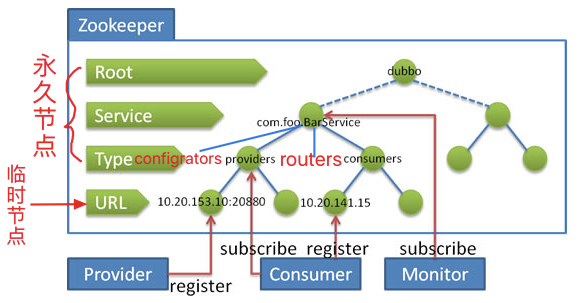 Zookeeper
永久节点
Root
dubbo
Service
com.foo.BarService
Type
configrators
providers
routers
consumers
临时节点
URL
10.20.153.10:20880
10.20.141.15
subscribe
register
subscribe
Provider
register
Consumer
Monitor